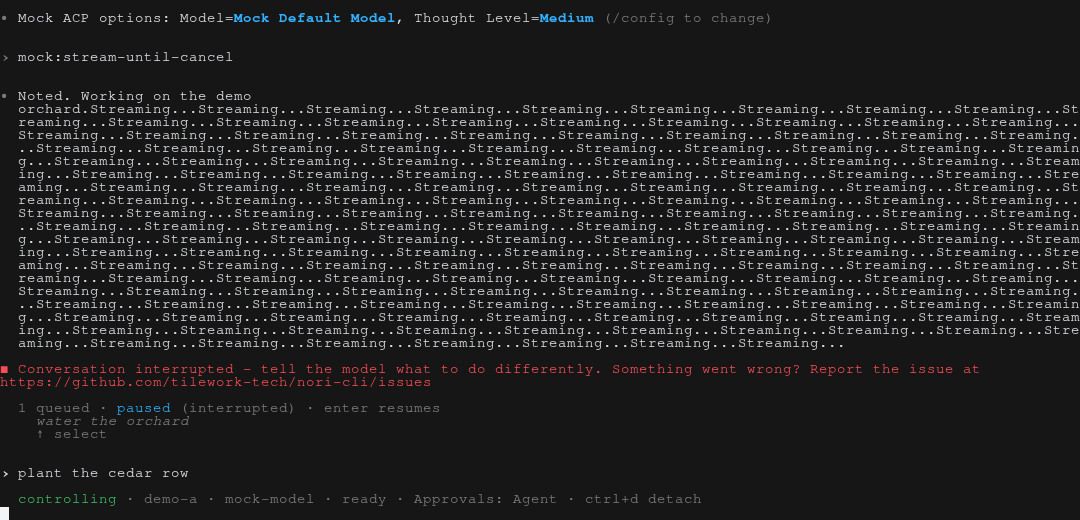 • Mock ACP options: Model=Mock Default Model, Thought Level=Medium (/config to change)
› mock:stream-until-cancel
• Noted. Working on the demo
orchard.Streaming...Streaming...Streaming...Streaming...Streaming...Streaming...Streaming...Streaming...Streaming...St
reaming...Streaming...Streaming...Streaming...Streaming...Streaming...Streaming...Streaming...Streaming...Streaming...
Streaming...Streaming...Streaming...Streaming...Streaming...Streaming...Streaming...Streaming...Streaming...Streaming.
..Streaming...Streaming...Streaming...Streaming...Streaming...Streaming...Streaming...Streaming...Streaming...Streamin
g...Streaming...Streaming...Streaming...Streaming...Streaming...Streaming...Streaming...Streaming...Streaming...Stream
ing...Streaming...Streaming...Streaming...Streaming...Streaming...Streaming...Streaming...Streaming...Streaming...Stre
aming...Streaming...Streaming...Streaming...Streaming...Streaming...Streaming...Streaming...Streaming...Streaming...St
reaming...Streaming...Streaming...Streaming...Streaming...Streaming...Streaming...Streaming...Streaming...Streaming...
Streaming...Streaming...Streaming...Streaming...Streaming...Streaming...Streaming...Streaming...Streaming...Streaming.
..Streaming...Streaming...Streaming...Streaming...Streaming...Streaming...Streaming...Streaming...Streaming...Streamin
g...Streaming...Streaming...Streaming...Streaming...Streaming...Streaming...Streaming...Streaming...Streaming...Stream
ing...Streaming...Streaming...Streaming...Streaming...Streaming...Streaming...Streaming...Streaming...Streaming...Stre
aming...Streaming...Streaming...Streaming...Streaming...Streaming...Streaming...Streaming...Streaming...Streaming...St
reaming...Streaming...Streaming...Streaming...Streaming...Streaming...Streaming...Streaming...Streaming...Streaming...
Streaming...Streaming...Streaming...Streaming...Streaming...Streaming...Streaming...Streaming...Streaming...Streaming.
..Streaming...Streaming...Streaming...Streaming...Streaming...Streaming...Streaming...Streaming...Streaming...Streamin
g...Streaming...Streaming...Streaming...Streaming...Streaming...Streaming...Streaming...Streaming...Streaming...Stream
ing...Streaming...Streaming...Streaming...Streaming...Streaming...Streaming...Streaming...Streaming...Streaming...Stre
aming...Streaming...Streaming...Streaming...Streaming...Streaming...Streaming...Streaming...
■ Conversation interrupted - tell the model what to do differently. Something went wrong? Report the issue at
https://github.com/tilework-tech/nori-cli/issues
1 queued · paused (interrupted) · enter resumes
water the orchard
↑ select
› plant the cedar row
controlling · demo-a · mock-model · ready · Approvals: Agent · ctrl+d detach